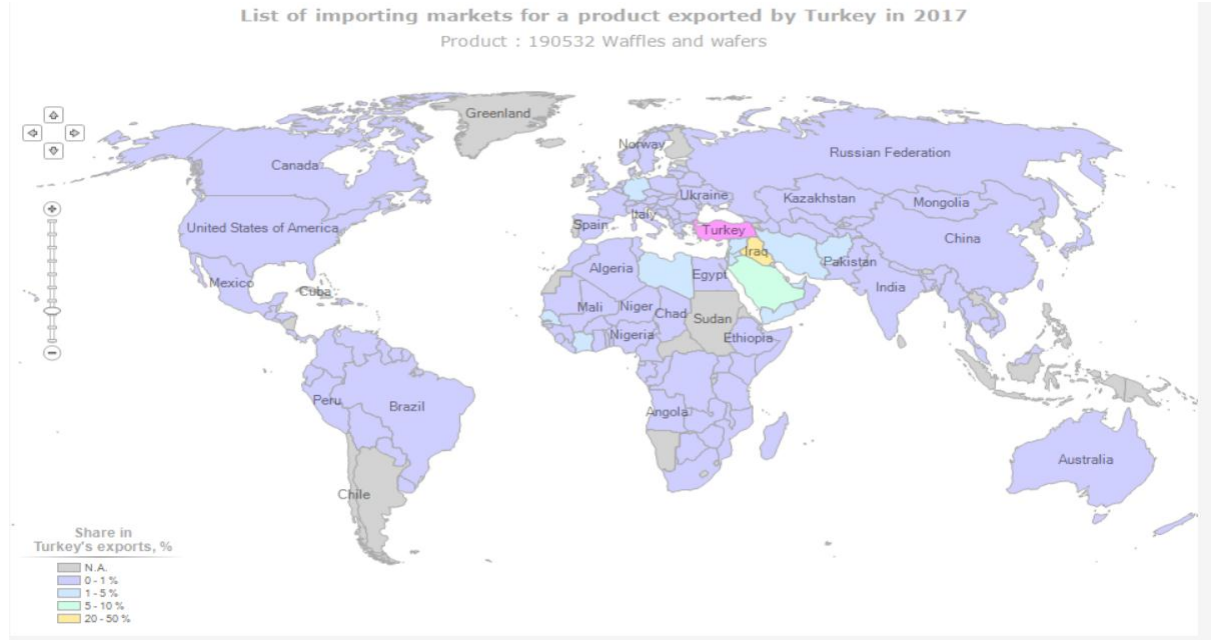 List of importing markets for a product exported by Turkey in 2017
Product : 190532 Waffles and wafers
Greenland
Norway
Russian Federation
Canada
Ukraine
Kazakhstan
Mongolia
Italy
Spain
United States of America
Turkey
China
Iraq
Pakistan
Algeria
Egypt
Mexico
India
Cuba
Mali
Niger
Chad
Sudan
Nigeria
Ethiopia
Peru
Brazil
Angola
Australia
Chile
Share in
Turkey's exports, %
N.A.
0 - 1 %
1 - 5 %
5 - 10 %
20 - 50 %